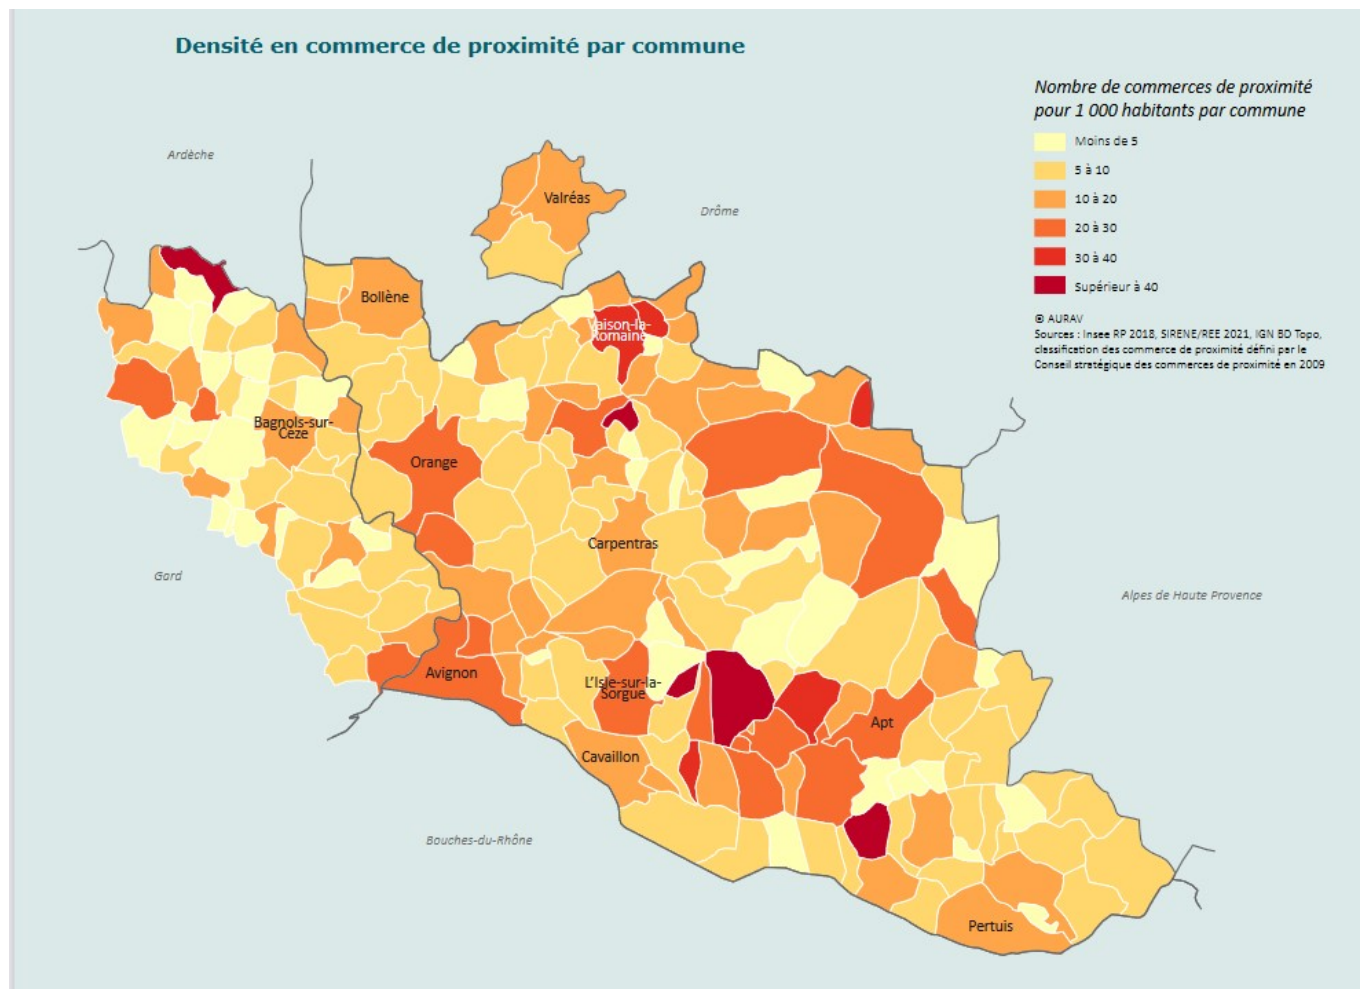 Densité en commerce de proximité par commune
Nombre de commerces de proximité
pour 1 000 habitants par commune
Moins de 5
5 à 10
10 à 20
20 à 30
30 à 40
Supérieur à 40
© AURAV
Sources : Insee RP 2018, SIRENE/REE 2021, IGN BD Topo,
classification des commerce de proximité défini par le
Conseil stratégique des commerces de proximité en 2009
Ardèche
Valréas
Drôme
Bollène
Vaison-la-
Romaine
Bagnols-sur-
Cèze
Orange
Carpentras
Gard
Alpes de Haute Provence
Avignon
L'Isle-sur-la-
Sorgue
Apt
Cavaillon
Bouches-du-Rhône
Pertuis